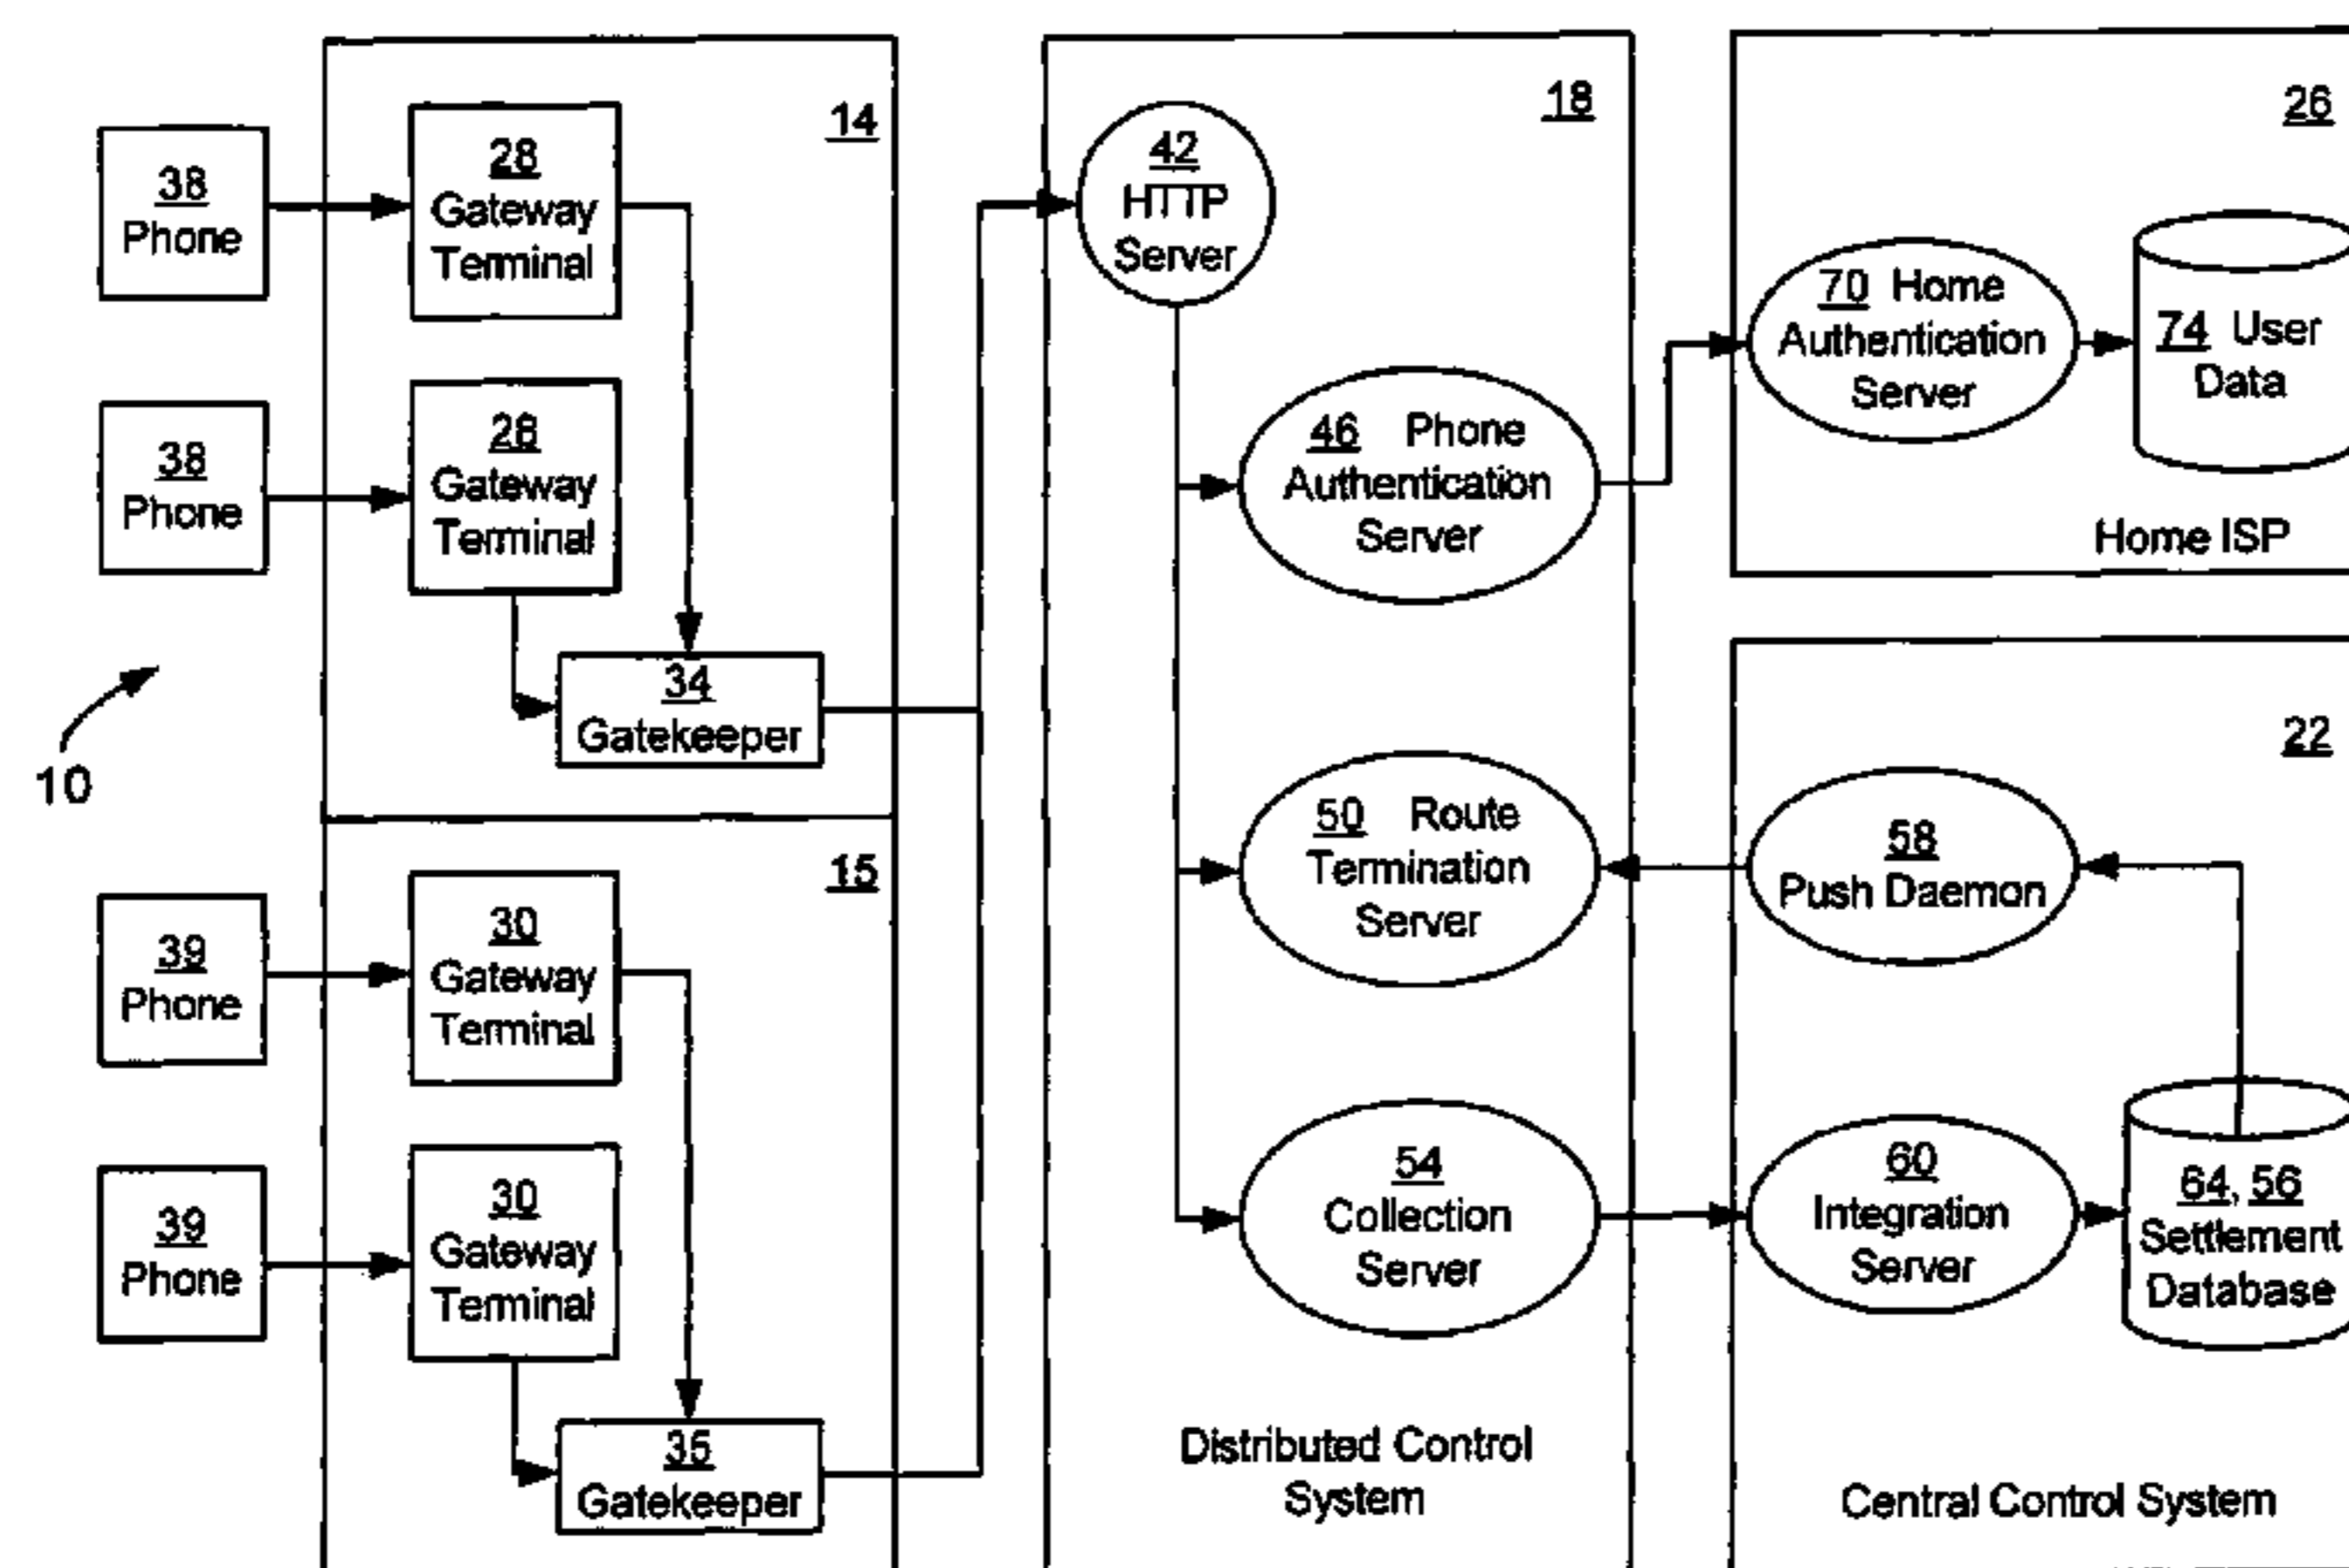 14
38
Phone
28
Gateway
Terminal
38
Phone
28
Gateway
Terminal
34
Gatekeeper
10
15
39
Phone
30
Gateway
Terminal
39
Phone
30
Gateway
Terminal
35
Gatekeeper
18
42
HTTP
Server
46 Phone
Authentication
Server
50 Route
Termination
Server
54
Collection
Server
Distributed Control
System
26
70 Home
Authentication
Server
74 User
Data
Home ISP
22
58
Push Daemon
60
Integration
Server
64, 56
Settlement
Database
Central Control System